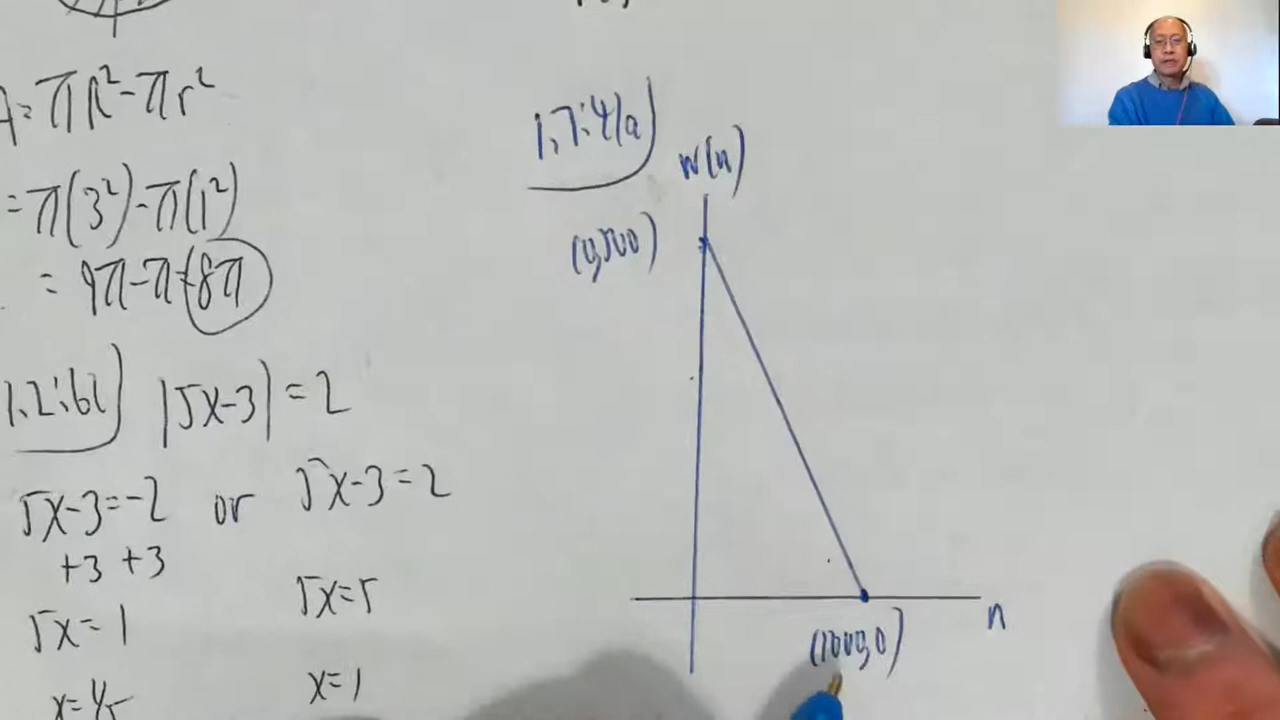 A=πR²-πr²
=π(3²)-π(1²)
= 9π-π=8π
1.2:6c) |5x-3| = 2
5x-3=-2 or 5x-3=2
+3 +3
5x=1 5x=5
x=1/5 x=1
1.7:4(a)
W(n)
(0,500)
n
(1000,0)